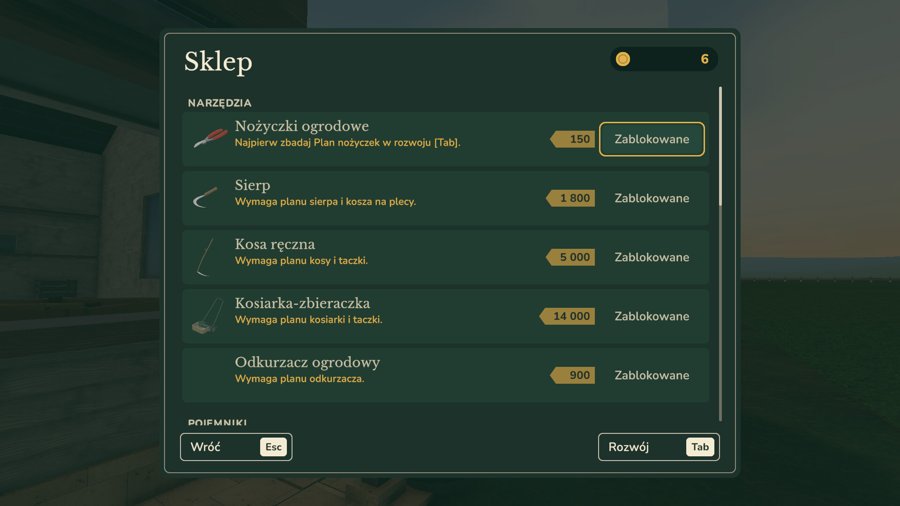 Sklep
6
NARZĘDZIA
Nożyczki ogrodowe
Najpierw zbadaj Plan nożyczek w rozwoju [Tab].
150
Zablokowane
Sierp
Wymaga planu sierpa i kosza na plecy.
1 800
Zablokowane
Kosa ręczna
Wymaga planu kosy i taczki.
5 000
Zablokowane
Kosiarka-zbieraczka
Wymaga planu kosiarki i taczki.
14 000
Zablokowane
Odkurzacz ogrodowy
Wymaga planu odkurzacza.
900
Zablokowane
POJEMNIKI
Wróć
Esc
Rozwój
Tab